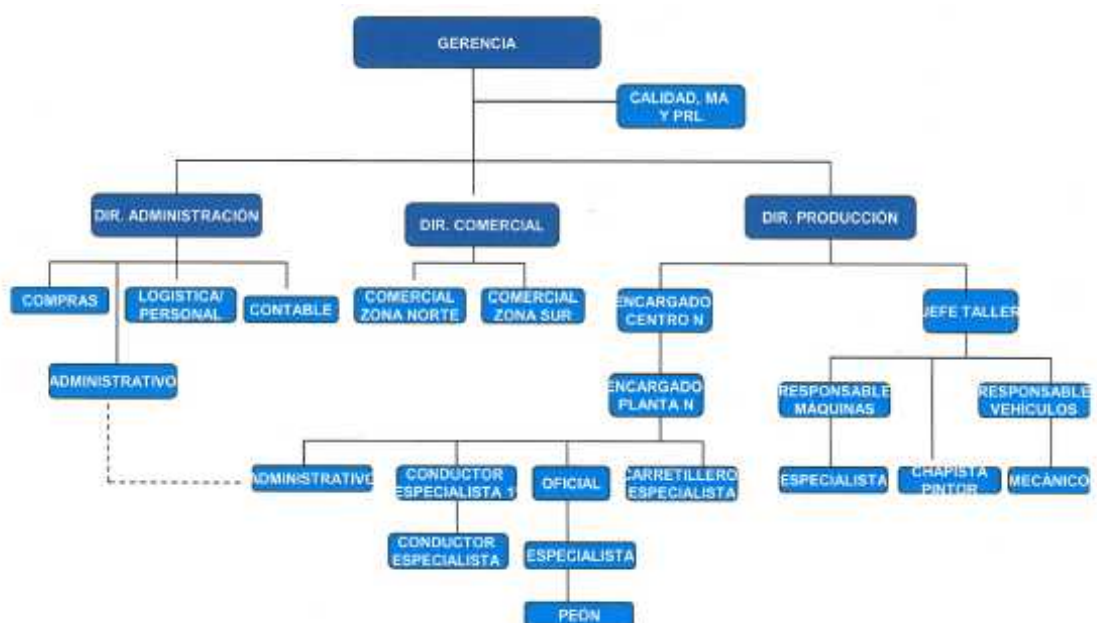 GERENCIA
CALIDAD, MA
Y PRL
DIR. ADMINISTRACIÓN
DIR. COMERCIAL
DIR. PRODUCCIÓN
COMPRAS
LOGISTICA/
PERSONAL
CONTABLE
COMERCIAL
ZONA NORTE
COMERCIAL
ZONA SUR
ENCARGADO
CENTRO N
JEFE TALLER
ADMINISTRATIVO
ENCARGADO
PLANTA N
RESPONSABLE
MÁQUINAS
RESPONSABLE
VEHÍCULOS
ADMINISTRATIVO
CONDUCTOR
ESPECIALISTA 1
OFICIAL
CARRETILLERO
ESPECIALISTA
ESPECIALISTA
CHAPISTA
PINTOR
MECÁNICO
CONDUCTOR
ESPECIALISTA
ESPECIALISTA
PEÓN